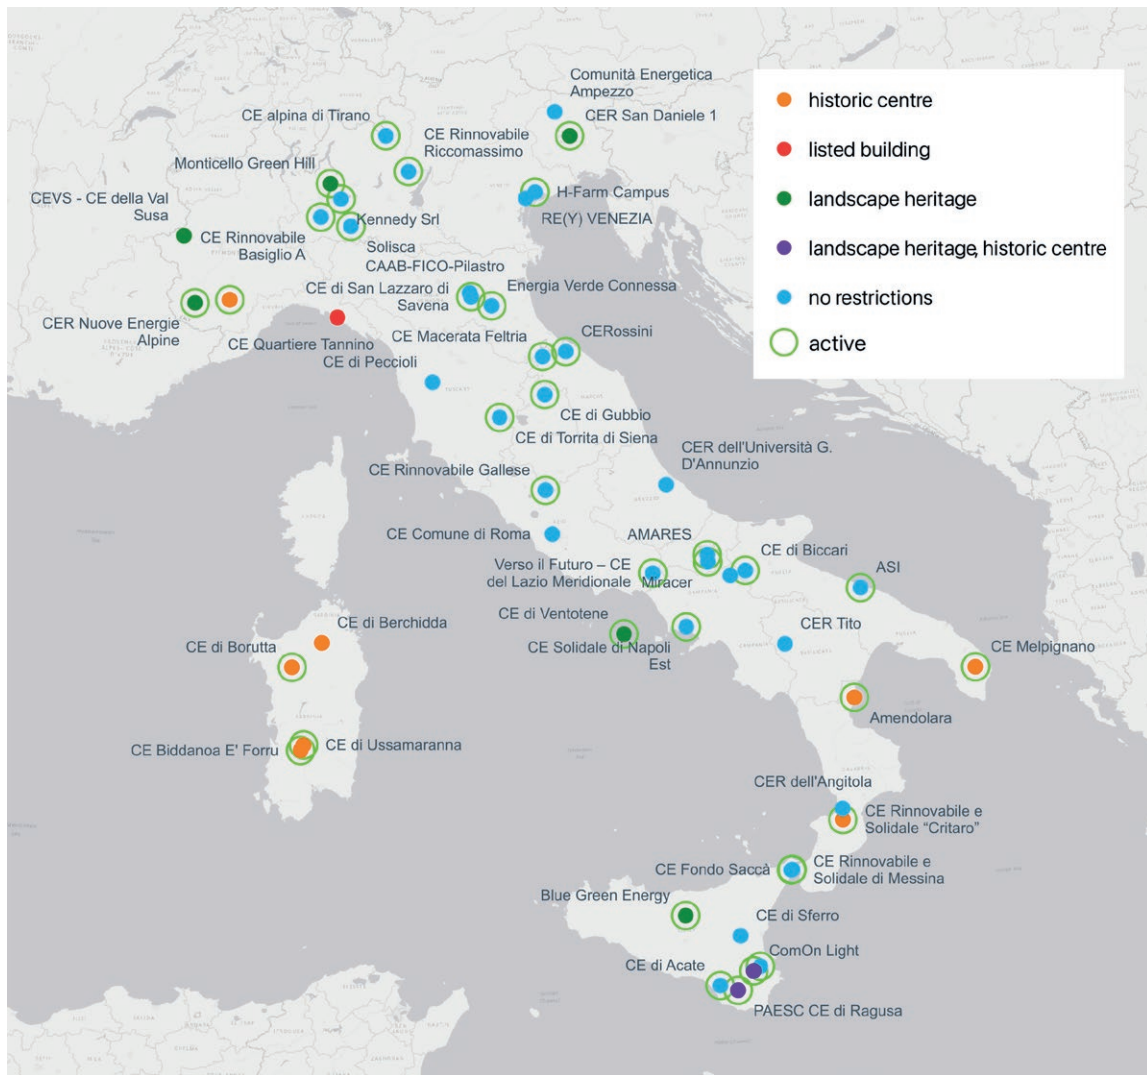 Comunità Energetica
Ampezzo
CE alpina di Tirano
CER San Daniele 1
CE Rinnovabile
Riccomassimo
Monticello Green Hill
CEVS - CE della Val
Susa
H-Farm Campus
Kennedy Srl
RE(Y) VENEZIA
CE Rinnovabile
Basiglio A
Solisca
CAAB-FICO-Pilastro
CE di San Lazzaro di
Savena
Energia Verde Connessa
CER Nuove Energie
Alpine
CE Quartiere Tannino
CE Macerata Feltria
CERossini
CE di Peccioli
CE di Gubbio
CE di Torrita di Siena
CER dell'Università G.
D'Annunzio
CE Rinnovabile Gallese
CE Comune di Roma
AMARES
CE di Biccari
Verso il Futuro – CE
del Lazio Meridionale
Miracer
ASI
CE di Ventotene
CE Solidale di Napoli
Est
CER Tito
CE di Berchidda
CE di Borutta
CE Melpignano
Amendolara
CE Biddanoa E' Forru
CE di Ussamaranna
CER dell'Angitola
CE Rinnovabile e
Solidale “Critaro”
CE Fondo Saccà
CE Rinnovabile e
Solidale di Messina
Blue Green Energy
CE di Sferro
ComOn Light
CE di Acate
PAESC CE di Ragusa
historic centre
listed building
landscape heritage
landscape heritage, historic centre
no restrictions
active